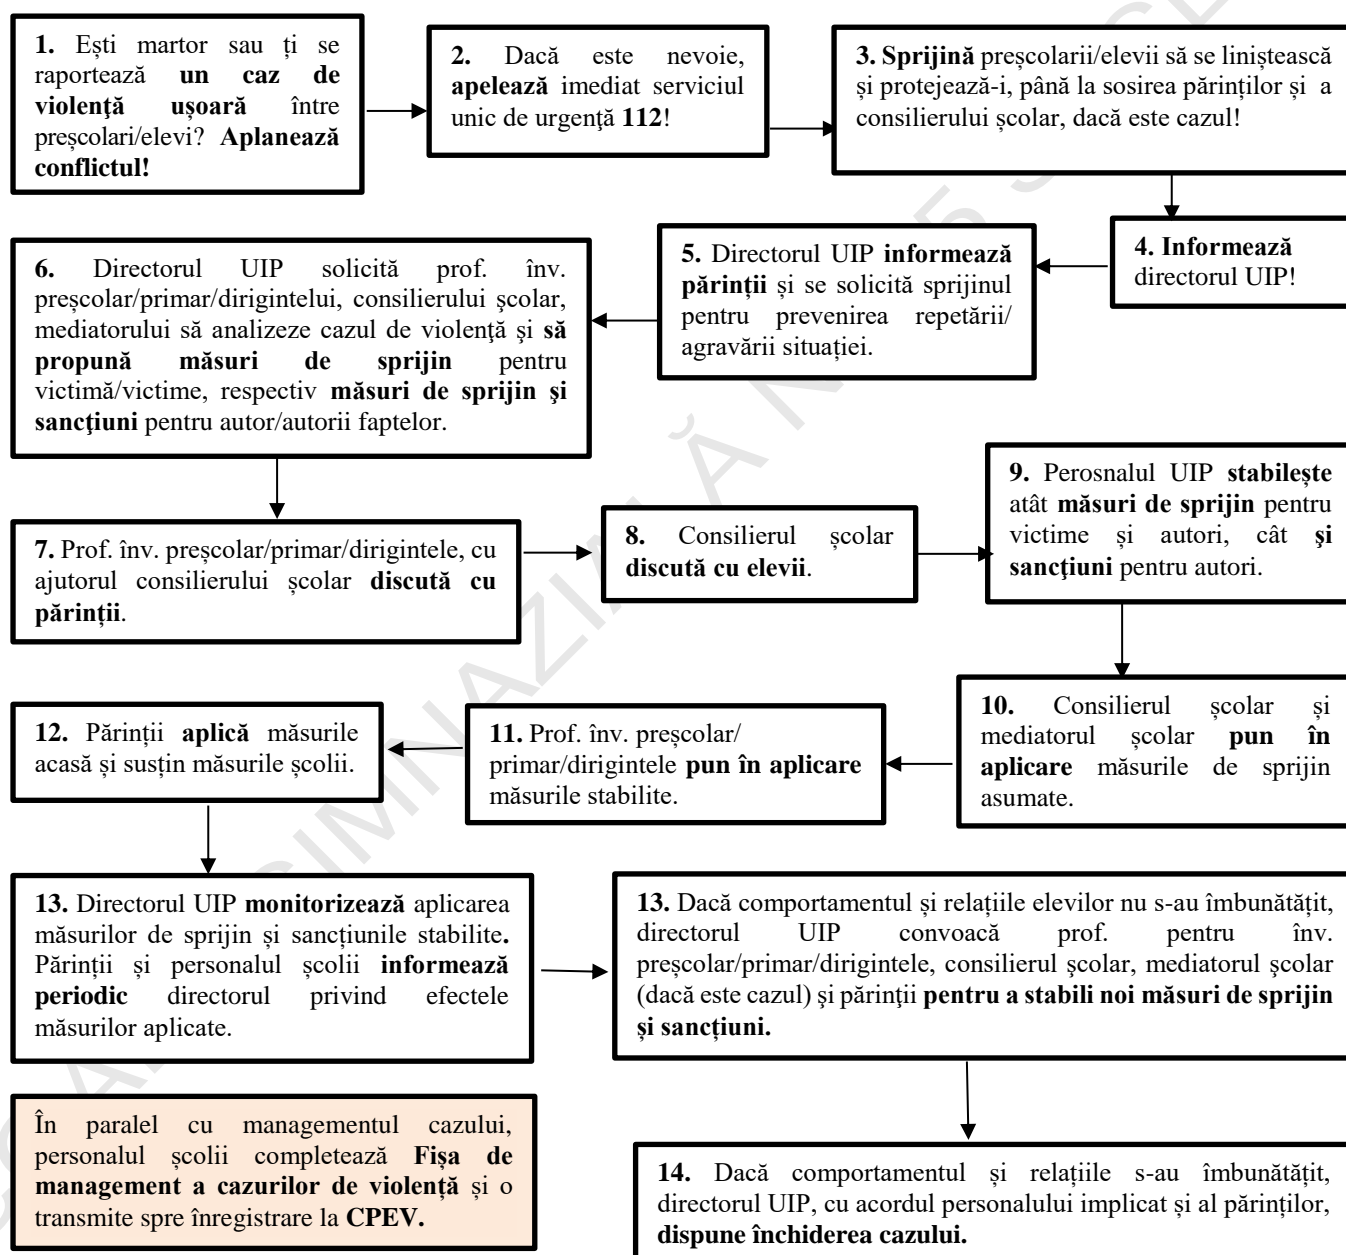 1. Ești martor sau ți se
raportează un caz de
violenţă ușoară între
preșcolari/elevi? Aplanează
conflictul!
2. Dacă este nevoie,
apelează imediat serviciul
unic de urgenţă 112!
3. Sprijină preșcolarii/elevii să se liniștească
și protejează-i, până la sosirea părinților și a
consilierului școlar, dacă este cazul!
4. Informează
directorul UIP!
5. Directorul UIP informează
părinții și se solicită sprijinul
pentru prevenirea repetării/
agravării situației.
6. Directorul UIP solicită prof. înv.
preșcolar/primar/dirigintelui, consilierului şcolar,
mediatorului să analizeze cazul de violenţă şi să
propună măsuri de sprijin pentru
victimă/victime, respectiv măsuri de sprijin şi
sancţiuni pentru autor/autorii faptelor.
7. Prof. înv. preșcolar/primar/dirigintele, cu
ajutorul consilierului școlar discută cu
părinții.
8. Consilierul școlar
discută cu elevii.
9. Perosnalul UIP stabilește
atât măsuri de sprijin pentru
victime și autori, cât şi
sancţiuni pentru autori.
10. Consilierul școlar și
mediatorul școlar pun în
aplicare măsurile de sprijin
asumate.
11. Prof. înv. preșcolar/
primar/dirigintele pun în aplicare
măsurile stabilite.
12. Părinții aplică măsurile
acasă și susțin măsurile școlii.
13. Directorul UIP monitorizează aplicarea
măsurilor de sprijin și sancțiunile stabilite.
Părinții și personalul școlii informează
periodic directorul privind efectele
măsurilor aplicate.
13. Dacă comportamentul și relațiile elevilor nu s-au îmbunătățit,
directorul UIP convoacă prof. pentru înv.
preșcolar/primar/dirigintele, consilierul şcolar, mediatorul şcolar
(dacă este cazul) şi părinţii pentru a stabili noi măsuri de sprijin
și sancțiuni.
În paralel cu managementul cazului,
personalul școlii completează Fișa de
management a cazurilor de violență și o
transmite spre înregistrare la CPEV.
14. Dacă comportamentul și relațiile s-au îmbunătățit,
directorul UIP, cu acordul personalului implicat și al părinților,
dispune închiderea cazului.